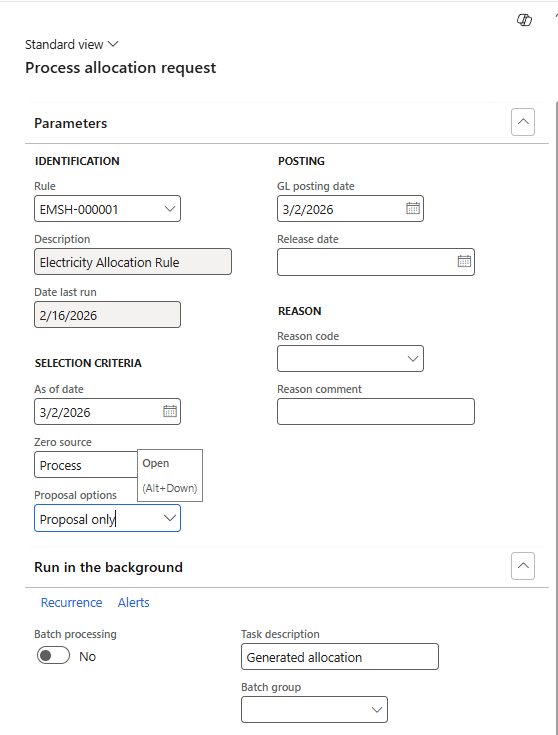 Standard view
Process allocation request
Parameters
IDENTIFICATION
Rule
EMSH-000001
Description
Electricity Allocation Rule
Date last run
2/16/2026
SELECTION CRITERIA
As of date
3/2/2026
Zero source
Process
Open
(Alt+Down)
Proposal options
Proposal only
POSTING
GL posting date
3/2/2026
Release date
REASON
Reason code
Reason comment
Run in the background
Recurrence
Alerts
Batch processing
No
Task description
Generated allocation
Batch group